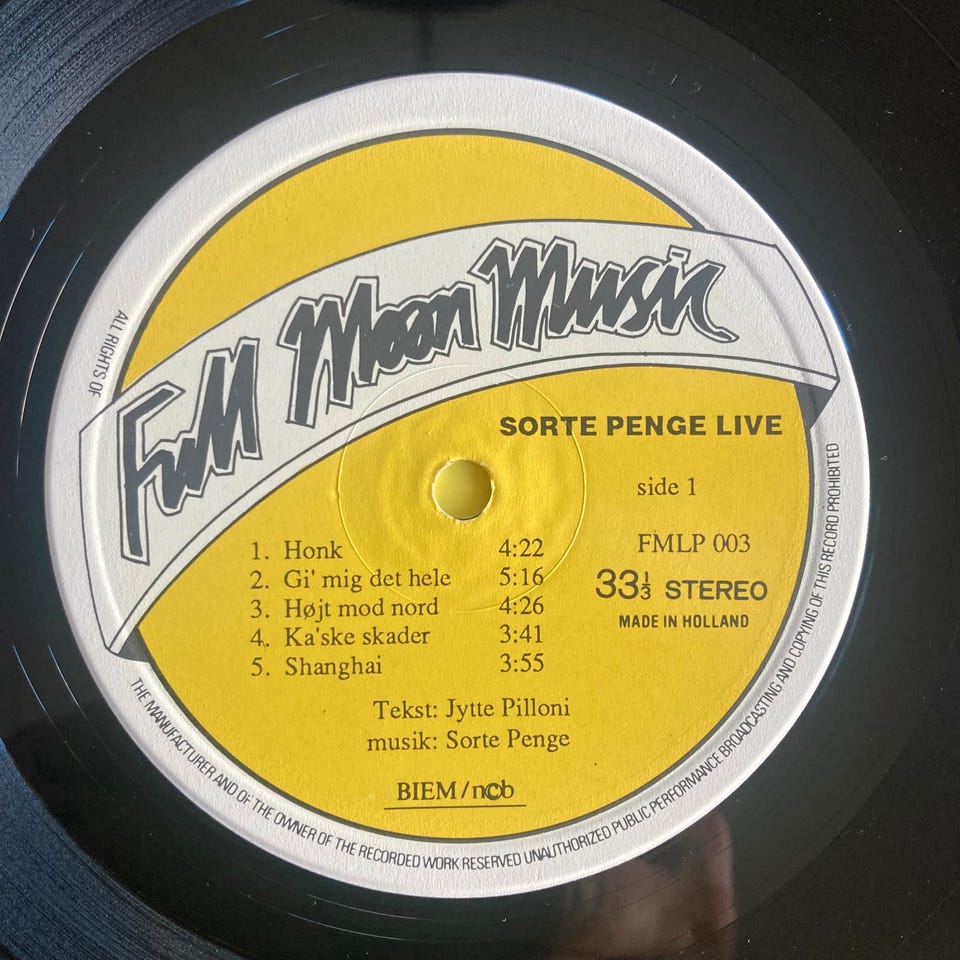 Full Moon Music
SORTE PENGE LIVE
side 1
FMLP 003
33⅓ STEREO
MADE IN HOLLAND
1. Honk 4:22
2. Gi' mig det hele 5:16
3. Højt mod nord 4:26
4. Ka'ske skader 3:41
5. Shanghai 3:55
Tekst: Jytte Pilloni
musik: Sorte Penge
BIEM/ncb
ALL RIGHTS OF THE MANUFACTURER AND OF THE OWNER OF THE RECORDED WORK RESERVED UNAUTHORIZED PUBLIC PERFORMANCE BROADCASTING AND COPYING OF THIS RECORD PROHIBITED